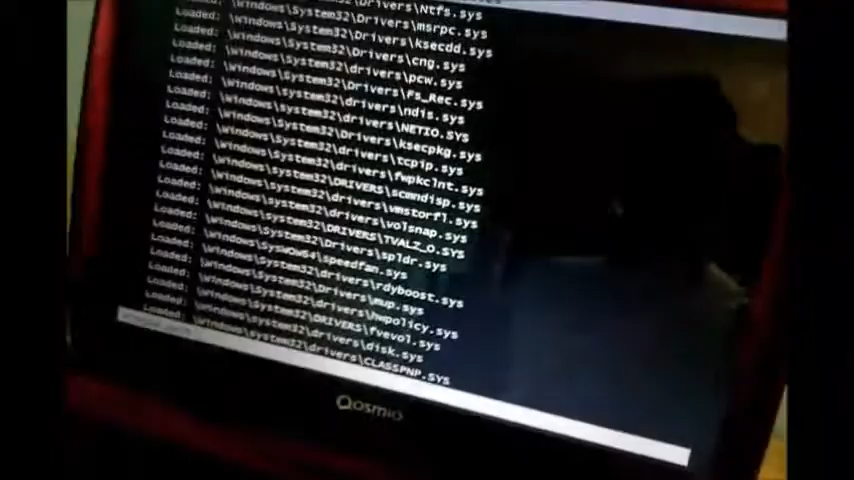 Drivers\Ntfs.sys
\Windows\System32\Drivers\msrpc.sys
Loaded: \Windows\System32\Drivers\ksecdd.sys
Loaded: \Windows\System32\Drivers\cng.sys
Loaded: \Windows\System32\drivers\pcw.sys
Loaded: \Windows\System32\Drivers\Fs_Rec.sys
Loaded: \Windows\System32\drivers\ndis.sys
Loaded: \Windows\System32\drivers\NETIO.SYS
Loaded: \Windows\System32\Drivers\ksecpkg.sys
Loaded: \Windows\System32\drivers\tcpip.sys
Loaded: \Windows\System32\drivers\fwpkclnt.sys
Loaded: \Windows\System32\DRIVERS\scmndisp.sys
Loaded: \Windows\System32\drivers\vmstorfl.sys
Loaded: \Windows\System32\drivers\volsnap.sys
Loaded: \Windows\System32\DRIVERS\TVALZ_O.SYS
Loaded: \Windows\System32\Drivers\spldr.sys
Loaded: \Windows\SysWOW64\speedfan.sys
Loaded: \Windows\System32\drivers\rdyboost.sys
Loaded: \Windows\System32\Drivers\mup.sys
Loaded: \Windows\System32\drivers\hwpolicy.sys
Loaded: \Windows\System32\DRIVERS\fvevol.sys
Loaded: \Windows\System32\drivers\disk.sys
\Windows\System32\drivers\CLASSPNP.SYS
Qosmio